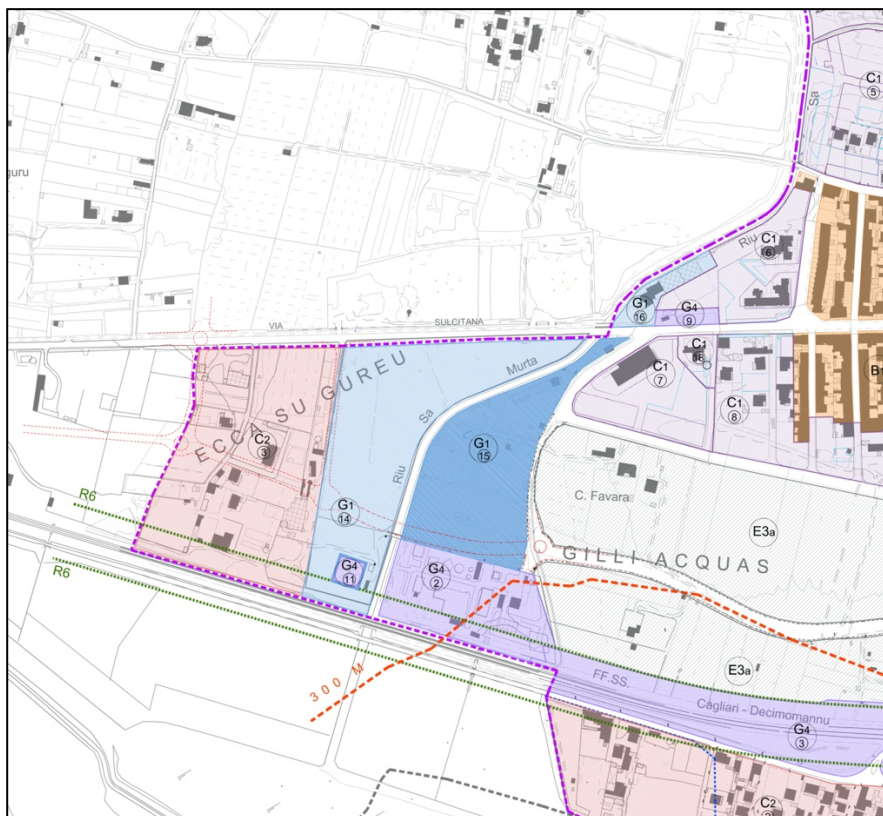 C1
5
Sa
guru
Riu
C1
6
G1
16
G4
9
VIA
SULCITANA
C1
18
C1
7
C1
8
B1
Murta
ECCA SU GUREU
C2
3
Sa
G1
15
Riu
C. Favara
R6
G1
14
E3a
GILLI ACQUAS
G4
11
G4
2
R6
300 M
E3a
FF.SS.
Cagliari - Decimomannu
G4
3
C2